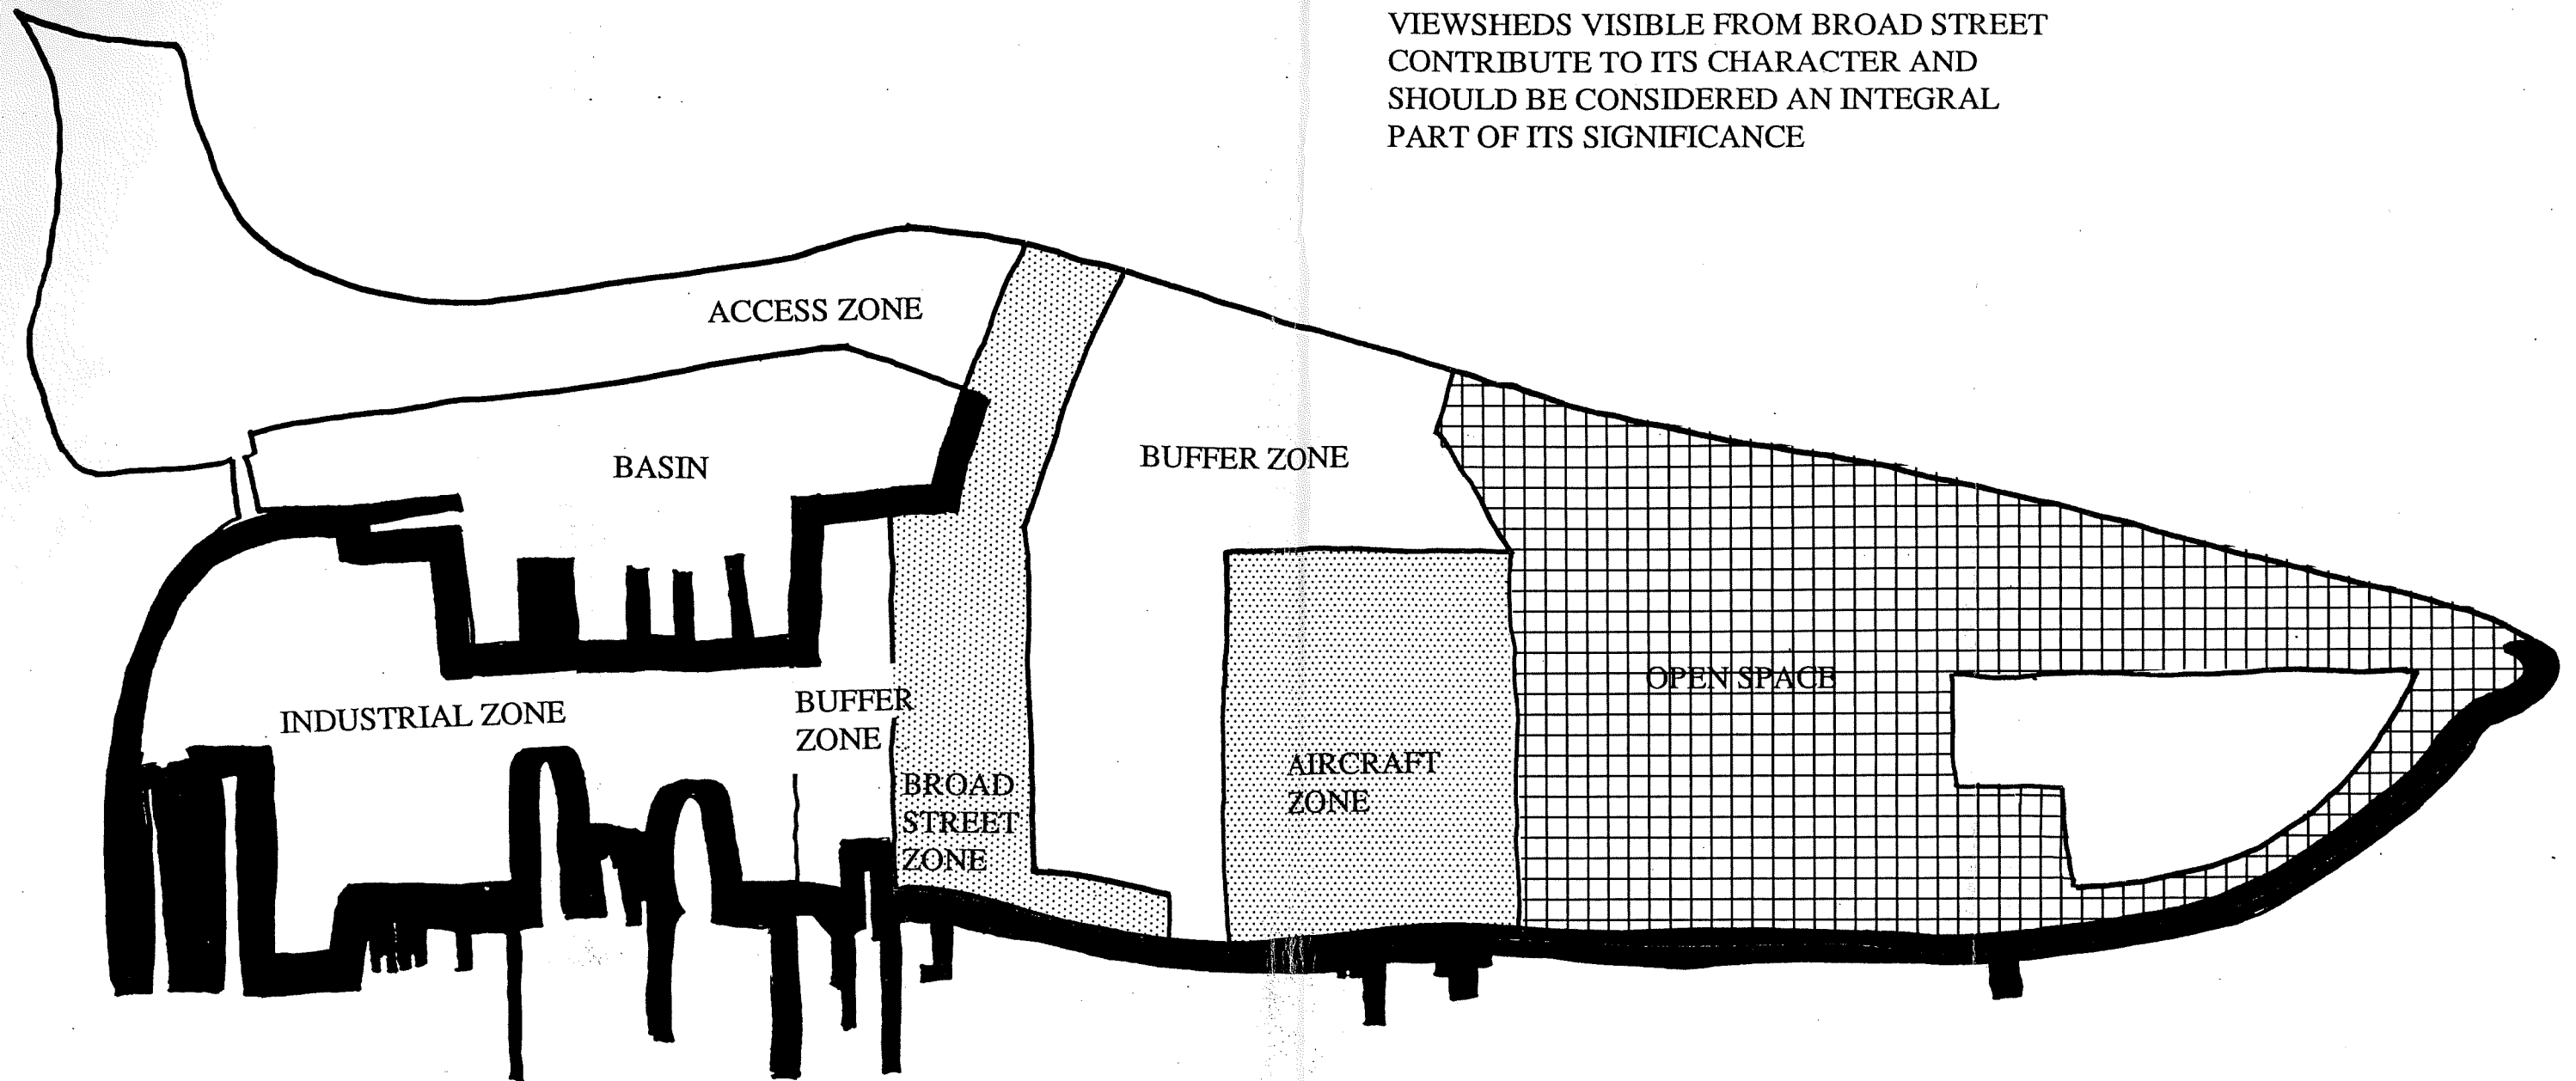 VIEWSHEDS VISIBLE FROM BROAD STREET
CONTRIBUTE TO ITS CHARACTER AND
SHOULD BE CONSIDERED AN INTEGRAL
PART OF ITS SIGNIFICANCE
ACCESS ZONE
BASIN
BUFFER ZONE
OPEN SPACE
INDUSTRIAL ZONE
BUFFER
ZONE
BROAD
STREET
ZONE
AIRCRAFT
ZONE